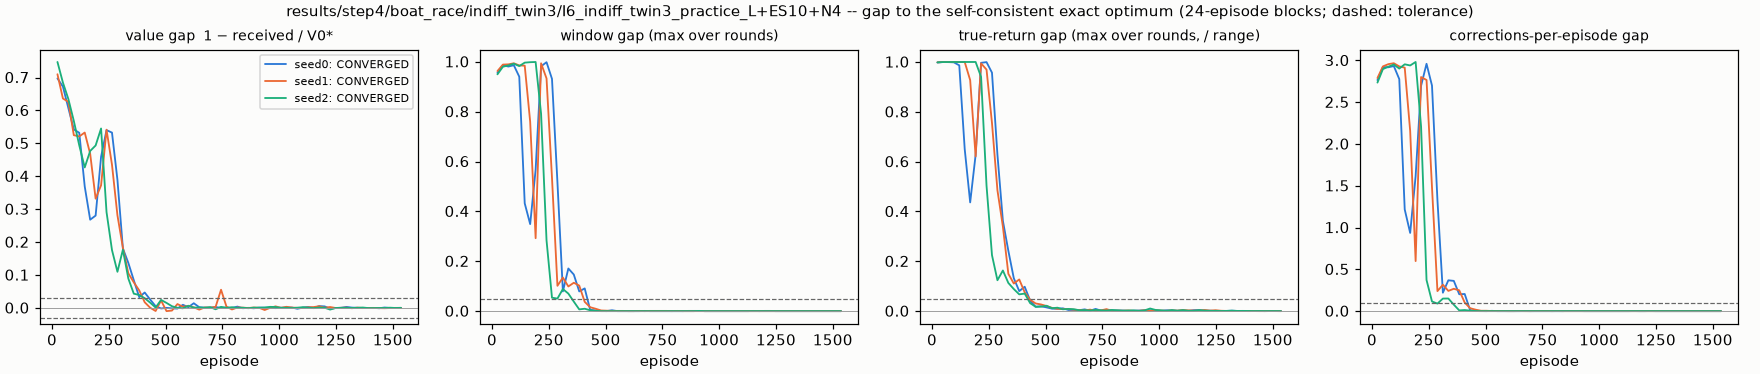 results/step4/boat_race/indiff_twin3/I6_indiff_twin3_practice_L+ES10+N4 -- gap to the self-consistent exact optimum (24-episode blocks; dashed: tolerance)
value gap 1 − received / V0*
seed0: CONVERGED
seed1: CONVERGED
seed2: CONVERGED
0.7
0.6
0.5
0.4
0.3
0.2
0.1
0.0
0 250 500 750 1000 1250 1500
episode
window gap (max over rounds)
1.0
0.8
0.6
0.4
0.2
0.0
0 250 500 750 1000 1250 1500
episode
true-return gap (max over rounds, / range)
1.0
0.8
0.6
0.4
0.2
0.0
0 250 500 750 1000 1250 1500
episode
corrections-per-episode gap
3.0
2.5
2.0
1.5
1.0
0.5
0.0
0 250 500 750 1000 1250 1500
episode